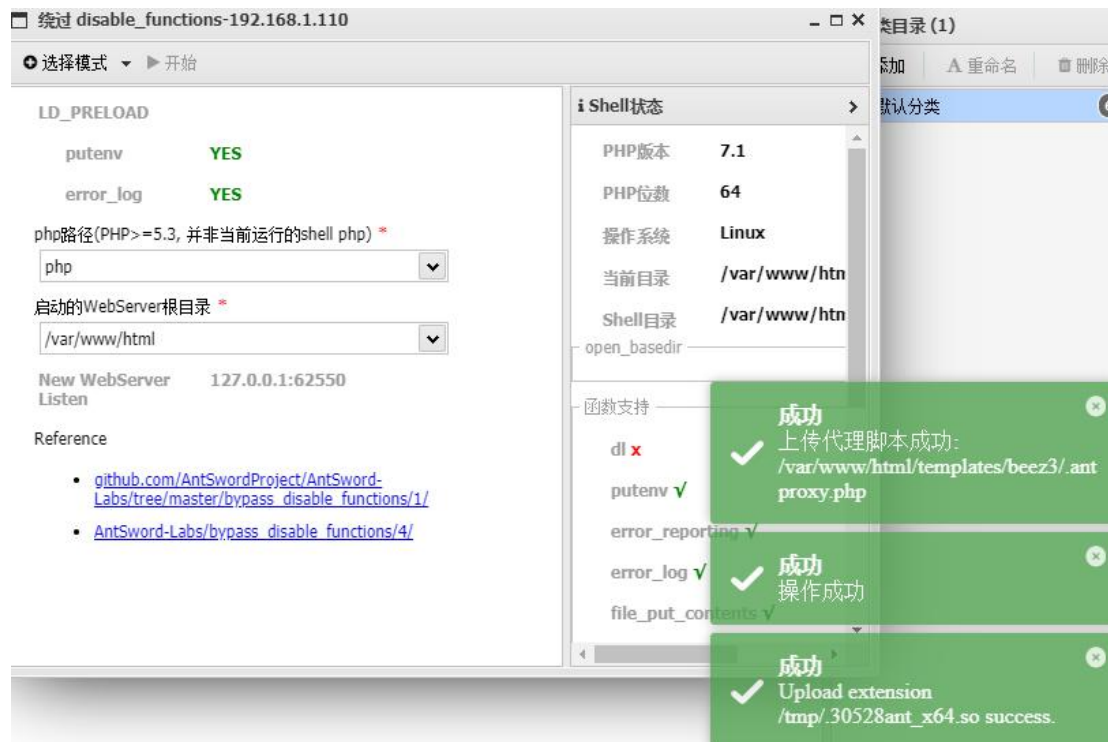 绕过 disable_functions-192.168.1.110
类目录 (1)
选择模式 开始
添加 A 重命名 删除
LD_PRELOAD
putenv YES
error_log YES
php路径(PHP>=5.3, 并非当前运行的shell php) *
php
启动的WebServer根目录 *
/var/www/html
New WebServer Listen 127.0.0.1:62550
Reference
github.com/AntSwordProject/AntSword-
Labs/tree/master/bypass_disable_functions/1/
AntSword-Labs/bypass_disable_functions/4/
i Shell状态
默认分类
PHP版本 7.1
PHP位数 64
操作系统 Linux
当前目录 /var/www/htn
Shell目录 /var/www/htn
open_basedir
函数支持
dl x
putenv √
error_reporting √
error_log √
file_put_contents √
成功
上传代理脚本成功:
/var/www/html/templates/beez3/.ant
proxy.php
成功
操作成功
成功
Upload extension
/tmp/.30528ant_x64.so success.